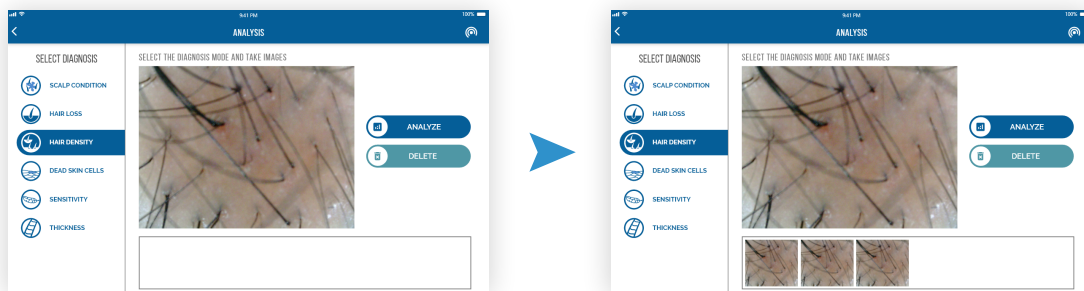 9:41 PM
100%
ANALYSIS
SELECT DIAGNOSIS
SELECT THE DIAGNOSIS MODE AND TAKE IMAGES
SCALP CONDITION
HAIR LOSS
HAIR DENSITY
DEAD SKIN CELLS
SENSITIVITY
THICKNESS
ANALYZE
DELETE
9:41 PM
100%
ANALYSIS
SELECT DIAGNOSIS
SELECT THE DIAGNOSIS MODE AND TAKE IMAGES
SCALP CONDITION
HAIR LOSS
HAIR DENSITY
DEAD SKIN CELLS
SENSITIVITY
THICKNESS
ANALYZE
DELETE